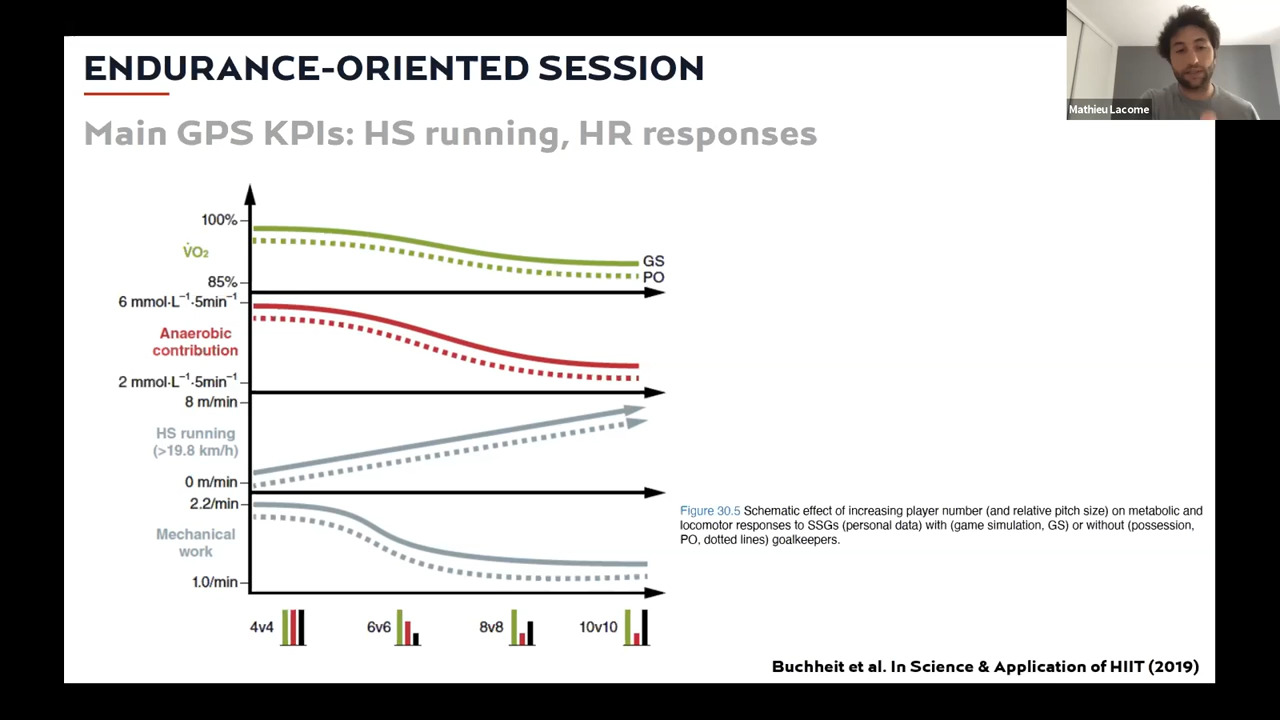 ENDURANCE-ORIENTED SESSION
Mathieu Lacome
Main GPS KPIs: HS running, HR responses
100%
V̇O₂
85%
GS
PO
6 mmol·L⁻¹·5min⁻¹
Anaerobic
contribution
2 mmol·L⁻¹·5min⁻¹
8 m/min
HS running
(>19.8 km/h)
0 m/min
2.2/min
Mechanical
work
1.0/min
4v4
6v6
8v8
10v10
Figure 30.5 Schematic effect of increasing player number (and relative pitch size) on metabolic and
locomotor responses to SSGs (personal data) with (game simulation, GS) or without (possession,
PO, dotted lines) goalkeepers.
Buchheit et al. In Science & Application of HIIT (2019)